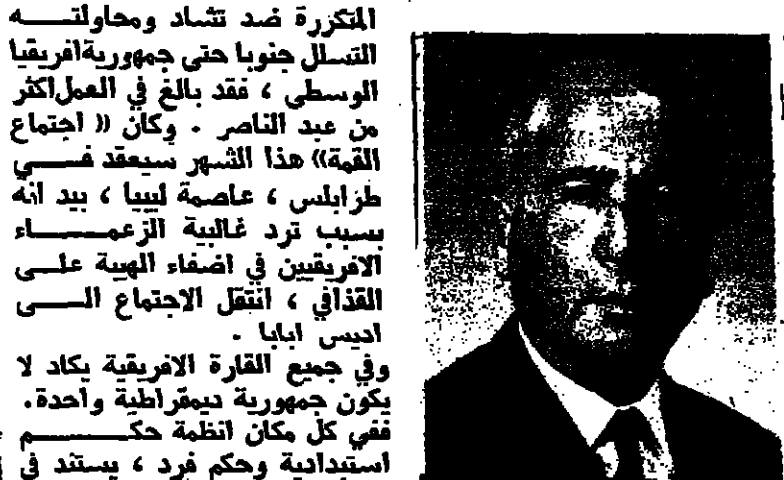 المتكررة ضد تشاد ومحاولته
التسلل جنوبا حتى جمهورية افريقيا
الوسطى ، فقد بالغ في العمل اكثر
من عبد الناصر . وكان (( اجتماع
القمة)) هذا الشهر سيعقد في
طرابلس ، عاصمة ليبيا ، بيد انه
بسبب ترد غالبية الزعماء
الافريقيين في اضفاء الهيبة على
القذافي ، انتقل الاجتماع الى
اديس ابابا .
وفي جميع القارة الافريقية يكاد لا
يكون جمهورية ديمقراطية واحدة.
ففي كل مكان انظمة حكم
استبدادية وحكم فرد ، يستند في